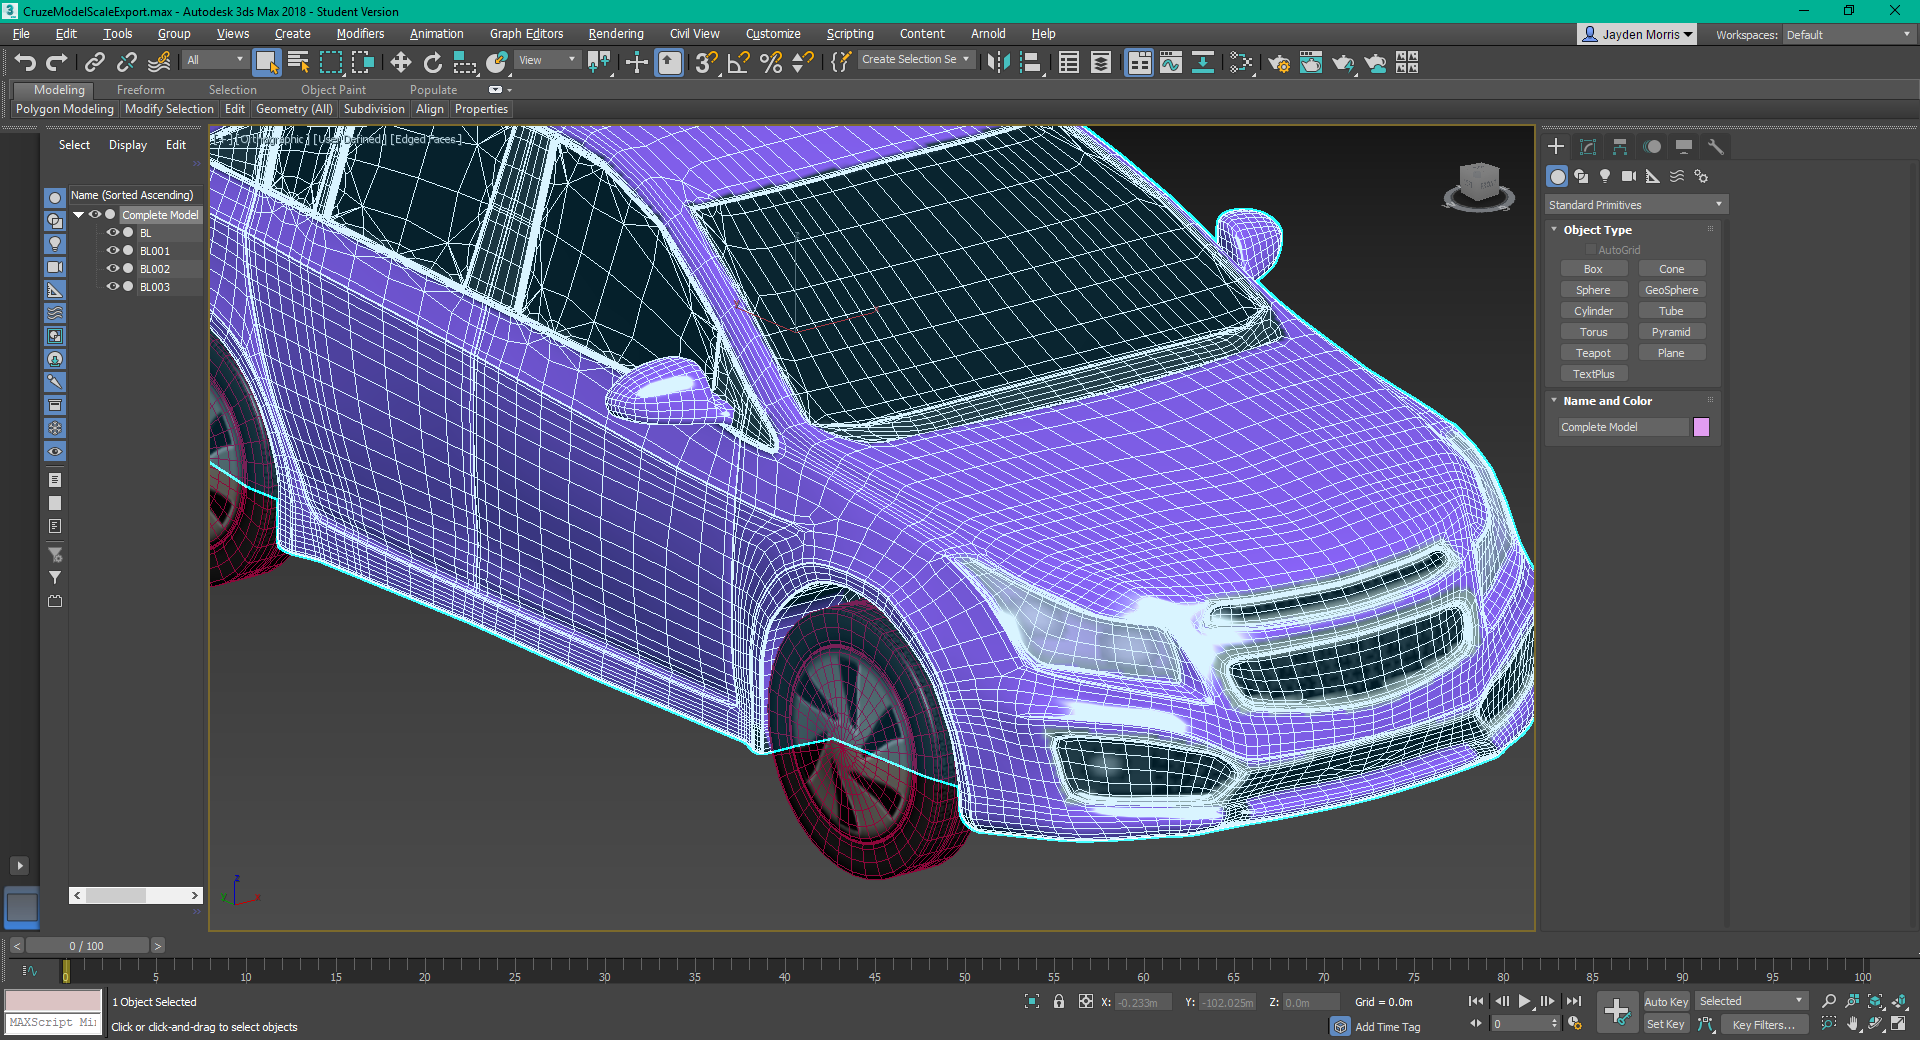 CruzeModelScaleExport.max - Autodesk 3ds Max 2018 - Student Version
File Edit Tools Group Views Create Modifiers Animation Graph Editors Rendering Civil View Customize Scripting Content Arnold Help Jayden Morris Workspaces: Default
All View Create Selection Se
Modeling Freeform Selection Object Paint Populate
Polygon Modeling Modify Selection Edit Geometry (All) Subdivision Align Properties
Select Display Edit
[Orthographic] [User Defined] [Edged Faces]
Name (Sorted Ascending)
Complete Model
BL
BL001
BL002
BL003
Standard Primitives
Object Type
AutoGrid
Box Cone
Sphere GeoSphere
Cylinder Tube
Torus Pyramid
Teapot Plane
TextPlus
Name and Color
Complete Model
z
x
0 / 100
0 5 10 15 20 25 30 35 40 45 50 55 60 65 70 75 80 85 90 95 100
1 Object Selected X: -0.233m Y: -102.025m Z: 0.0m Grid = 0.0m Auto Key Selected
MAXScript Mi
Click or click-and-drag to select objects Add Time Tag 0 Set Key Key Filters...